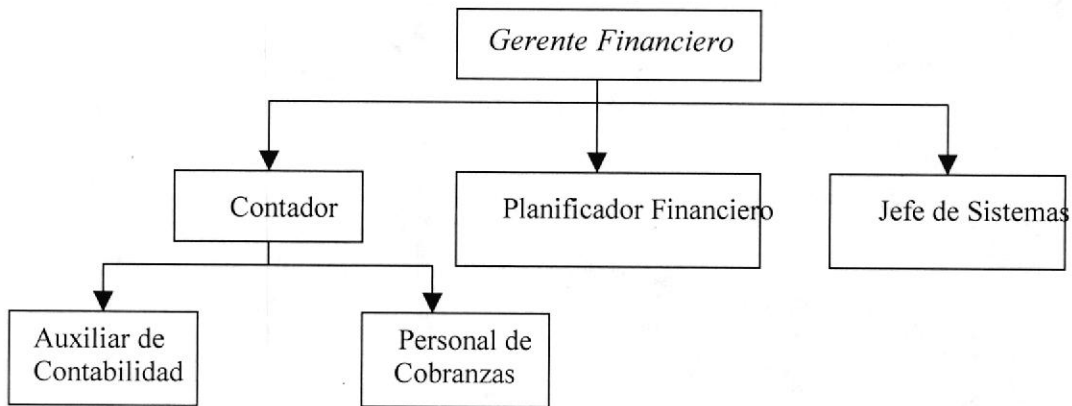 Gerente Financiero
Contador
Planificador Financiero
Jefe de Sistemas
Auxiliar de
Contabilidad
Personal de
Cobranzas